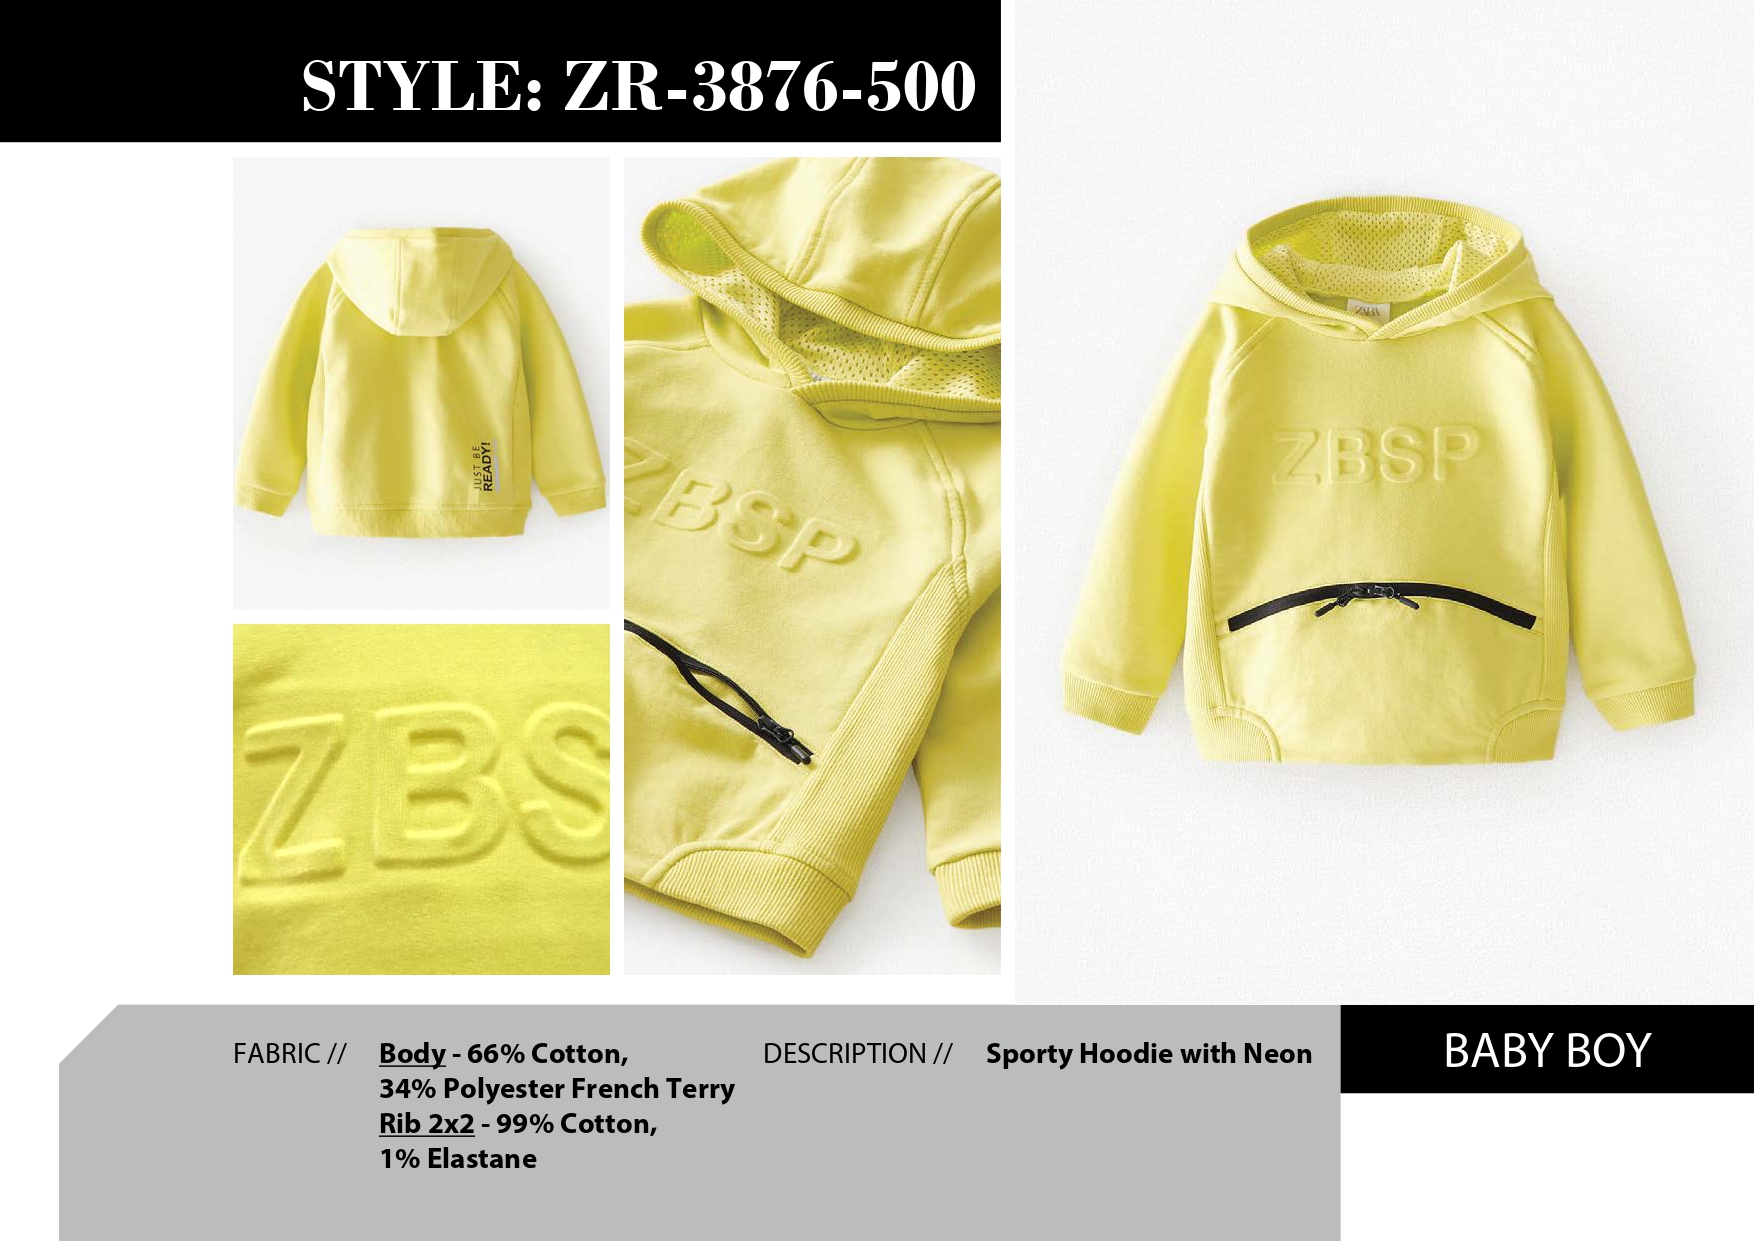 STYLE: ZR-3876-500
JUST BE
READY!
ZBS
ZBSP
ZARA
ZBSP
FABRIC //
Body - 66% Cotton,
34% Polyester French Terry
Rib 2x2 - 99% Cotton,
1% Elastane
DESCRIPTION //
Sporty Hoodie with Neon
BABY BOY